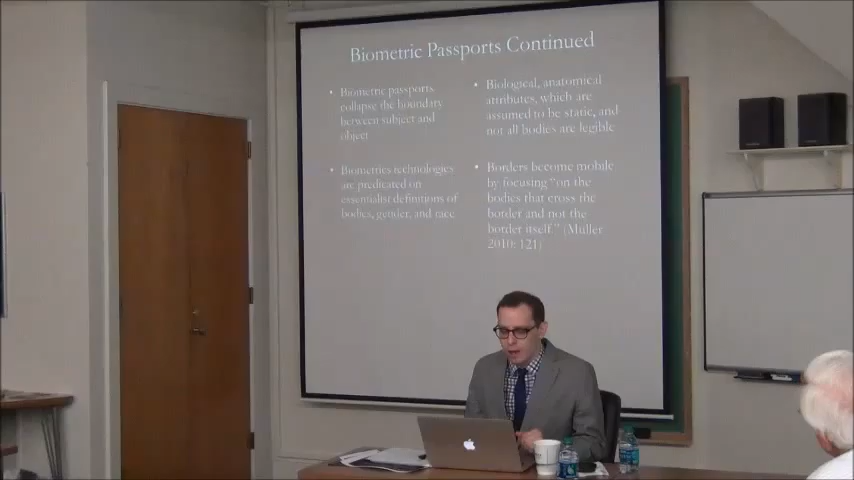 Biometric Passports Continued
• Biometric passports
collapse the boundary
between subject and
object
• Biometrics technologies
are predicated on
essentialist definitions of
bodies, gender, and race
• Biological, anatomical
attributes, which are
assumed to be static, and
not all bodies are legible
• Borders become mobile
by focusing “on the
bodies that cross the
border and not the
border itself.” (Muller
2010: 121)